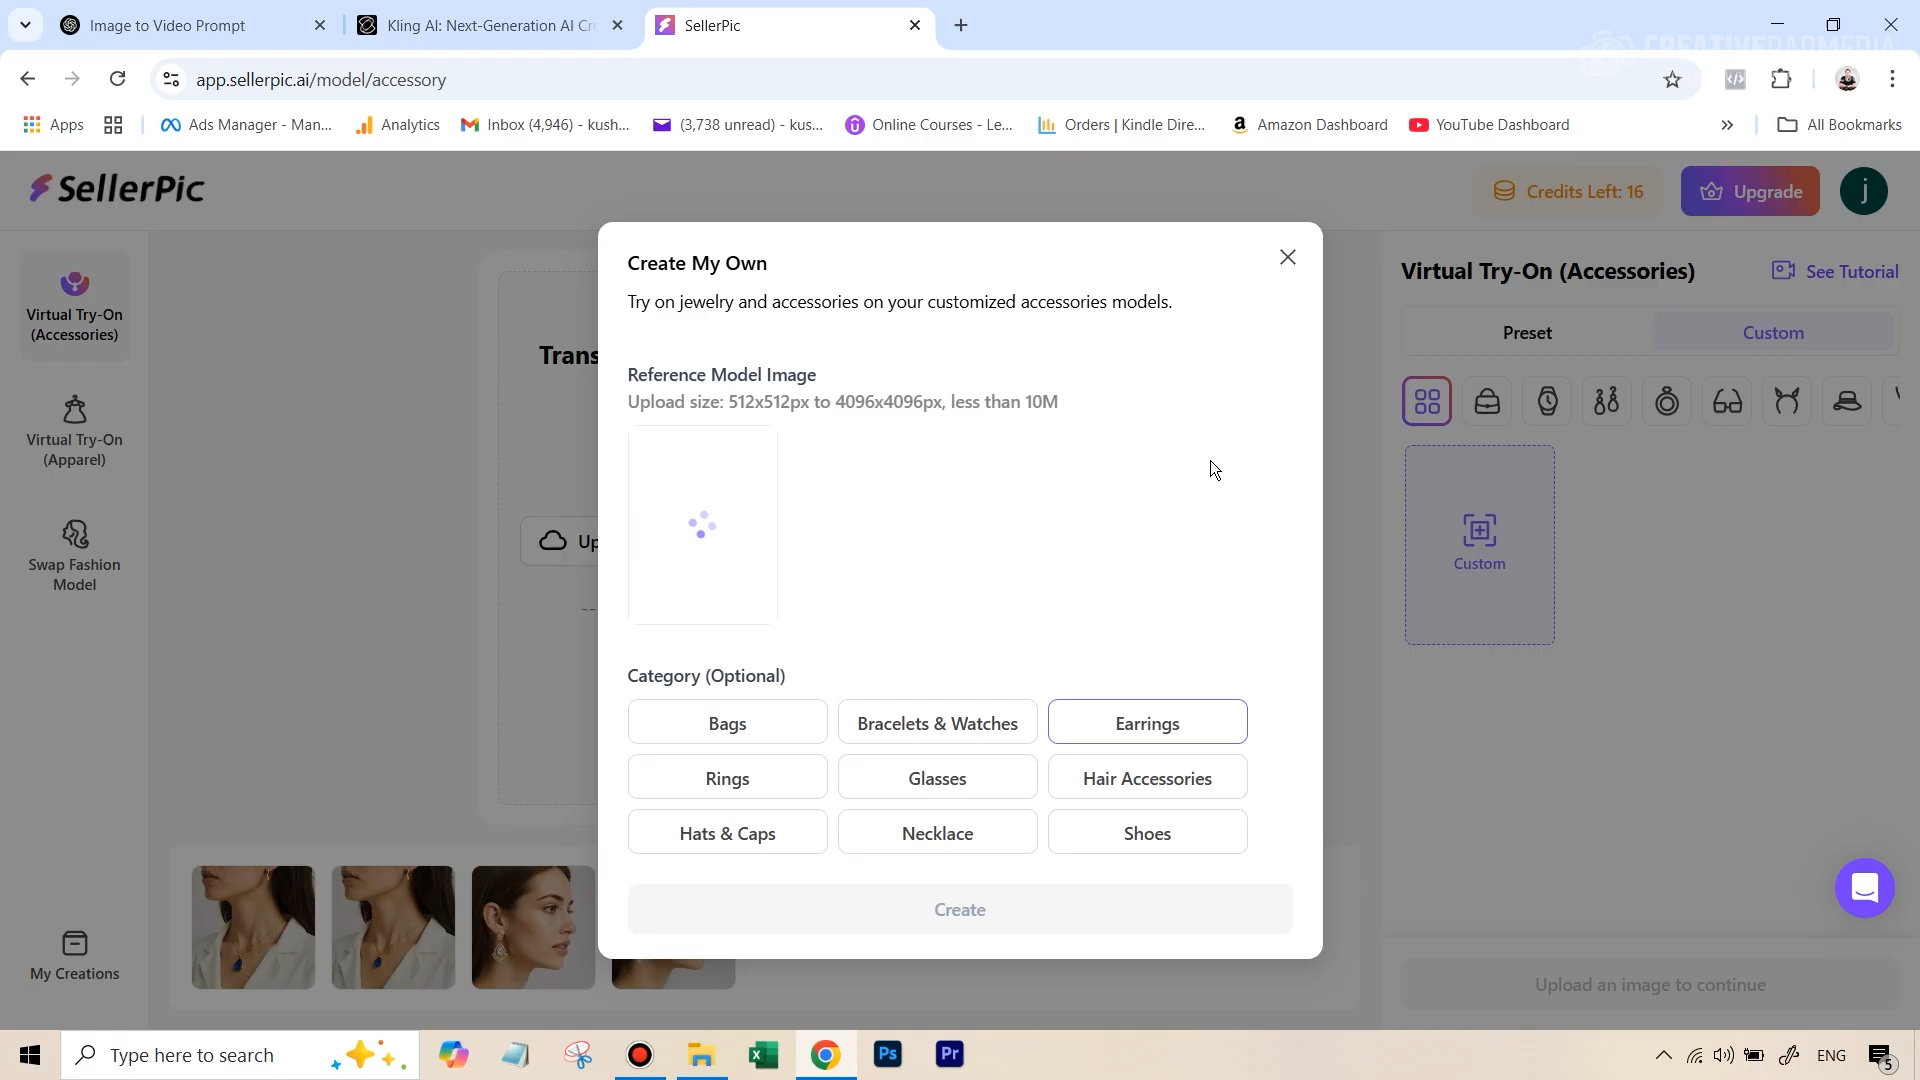 Image to Video Prompt
Kling AI: Next-Generation AI Cr
SellerPic
CREATIVEDADMEDIA
app.sellerpic.ai/model/accessory
Apps
Ads Manager - Man...
Analytics
Inbox (4,946) - kush...
(3,738 unread) - kus...
Online Courses - Le...
Orders | Kindle Dire...
Amazon Dashboard
YouTube Dashboard
All Bookmarks
SellerPic
Credits Left: 16
Upgrade
j
Virtual Try-On
(Accessories)
Virtual Try-On
(Apparel)
Swap Fashion
Model
My Creations
Trans
Up
Create My Own
Try on jewelry and accessories on your customized accessories models.
Reference Model Image
Upload size: 512x512px to 4096x4096px, less than 10M
Category (Optional)
Bags
Bracelets & Watches
Earrings
Rings
Glasses
Hair Accessories
Hats & Caps
Necklace
Shoes
Create
Virtual Try-On (Accessories)
See Tutorial
Preset
Custom
Custom
Upload an image to continue
Type here to search
Ps
Pr
ENG
5